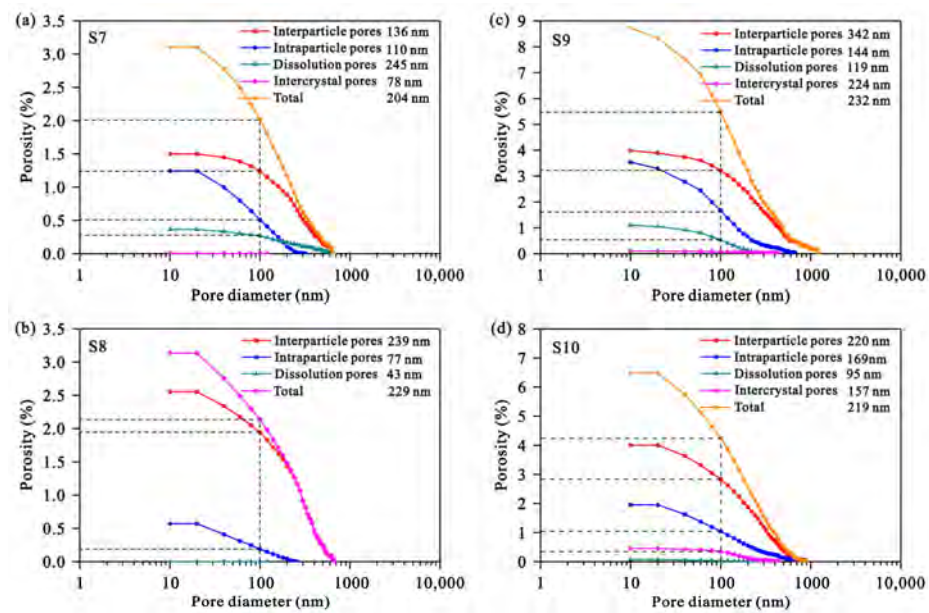 (a)
S7
Interparticle pores 136 nm
Intraparticle pores 110 nm
Dissolution pores 245 nm
Intercrystal pores 78 nm
Total 204 nm
Porosity (%)
3.5
3.0
2.5
2.0
1.5
1.0
0.5
0.0
1 10 100 1000 10,000
Pore diameter (nm)
(c)
S9
Interparticle pores 342 nm
Intraparticle pores 144 nm
Dissolution pores 119 nm
Intercrystal pores 224 nm
Total 232 nm
Porosity (%)
9
8
7
6
5
4
3
2
1
0
1 10 100 1000 10,000
Pore diameter (nm)
(b)
S8
Interparticle pores 239 nm
Intraparticle pores 77 nm
Dissolution pores 43 nm
Total 229 nm
Porosity (%)
3.5
3.0
2.5
2.0
1.5
1.0
0.5
0.0
1 10 100 1000 10,000
Pore diameter (nm)
(d)
S10
Interparticle pores 220 nm
Intraparticle pores 169nm
Dissolution pores 95 nm
Intercrystal pores 157 nm
Total 219 nm
Porosity (%)
8
6
4
2
0
1 10 100 1000 10,000
Pore diameter (nm)